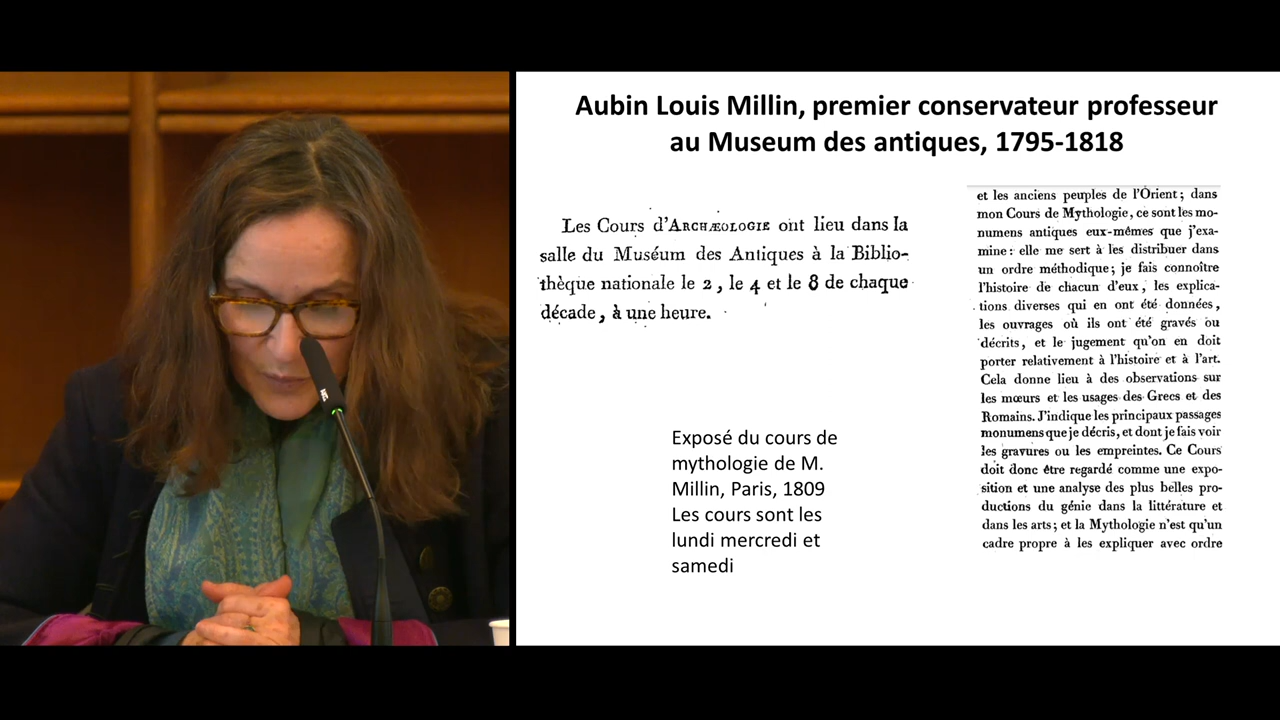 Aubin Louis Millin, premier conservateur professeur
au Museum des antiques, 1795-1818
Les Cours d'ARCHÆOLOGIE ont lieu dans la
salle du Muséum des Antiques à la Biblio-
thèque nationale le 2, le 4 et le 8 de chaque
décade, à une heure.
Exposé du cours de
mythologie de M.
Millin, Paris, 1809
Les cours sont les
lundi mercredi et
samedi
et les anciens peuples de l'Orient; dans
mon Cours de Mythologie, ce sont les mo-
numens antiques eux-mêmes que j'exa-
mine: elle me sert à les distribuer dans
un ordre méthodique; je fais connoître
l'histoire de chacun d'eux, les explica-
tions diverses qui en ont été données,
les ouvrages où ils ont été gravés ou
décrits, et le jugement qu'on en doit
porter relativement à l'histoire et à l'art.
Cela donne lieu à des observations sur
les mœurs et les usages des Grecs et des
Romains. J'indique les principaux passages
monumens que je décris, et dont je fais voir
les gravures ou les empreintes. Ce Cours
doit donc être regardé comme une expo-
sition et une analyse des plus belles pro-
ductions du génie dans la littérature et
dans les arts; et la Mythologie n'est qu'un
cadre propre à les expliquer avec ordre